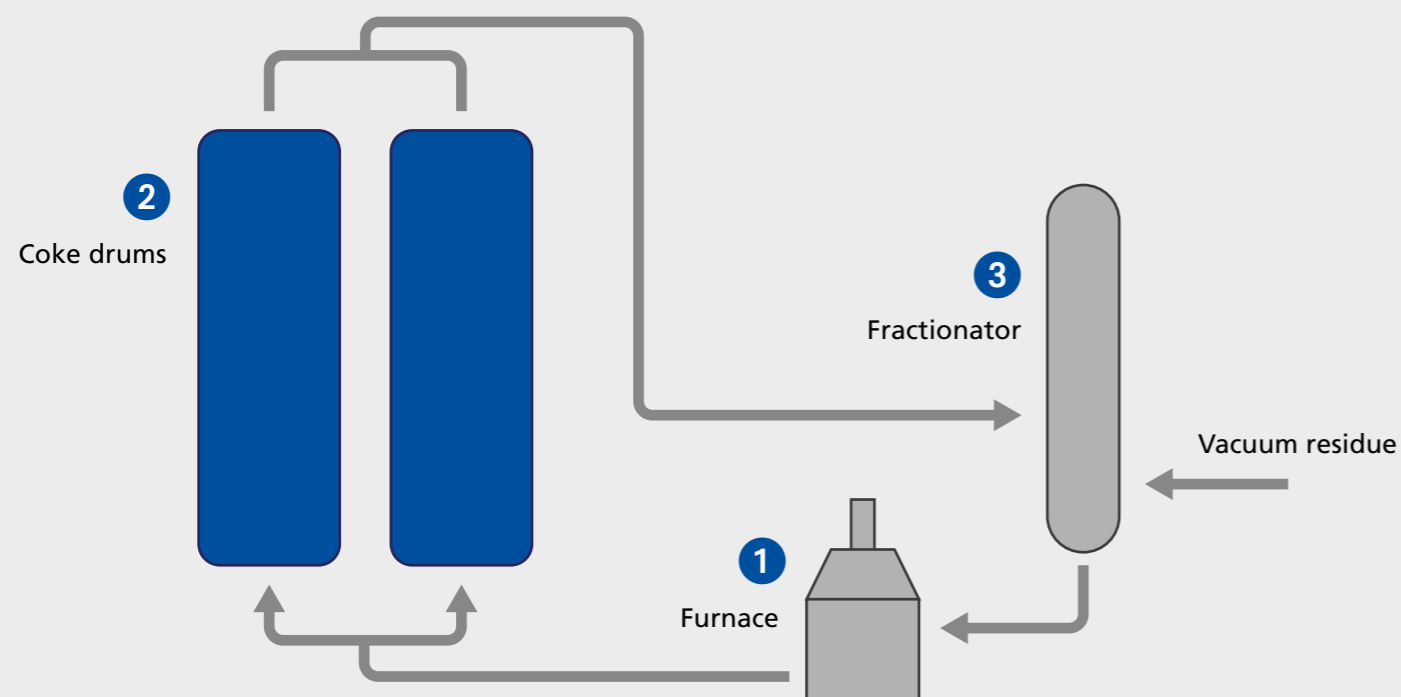 2
Coke drums
3
Fractionator
Vacuum residue
1
Furnace